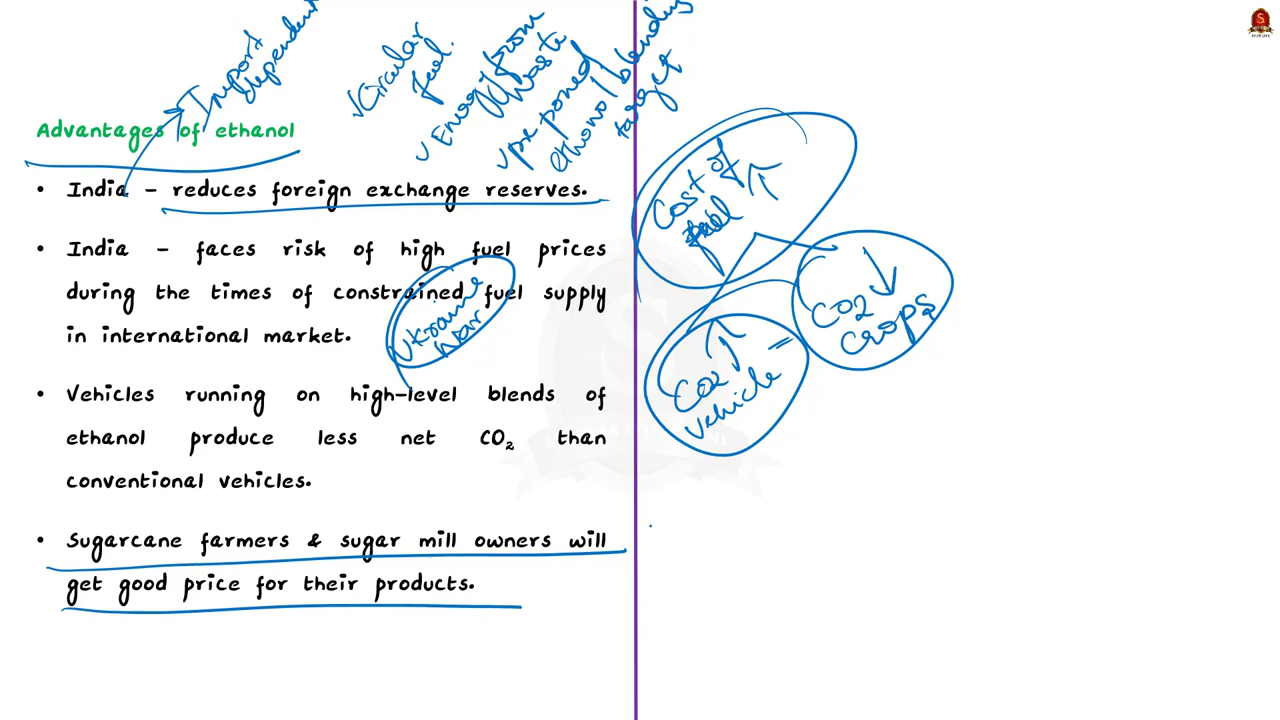 Import
dependent
√Circular
fuel.
√Energy from
Waste
√pre poned
ethanol blending
target
Advantages of ethanol
• India – reduces foreign exchange reserves.
• India – faces risk of high fuel prices
during the times of constrained fuel supply
in international market.
Ukraine
War
• Vehicles running on high-level blends of
ethanol produce less net CO₂ than
conventional vehicles.
• Sugarcane farmers & sugar mill owners will
get good price for their products.
Cost of
fuel ↑
CO2 ↓
crops
CO2 ↑
vehicle =